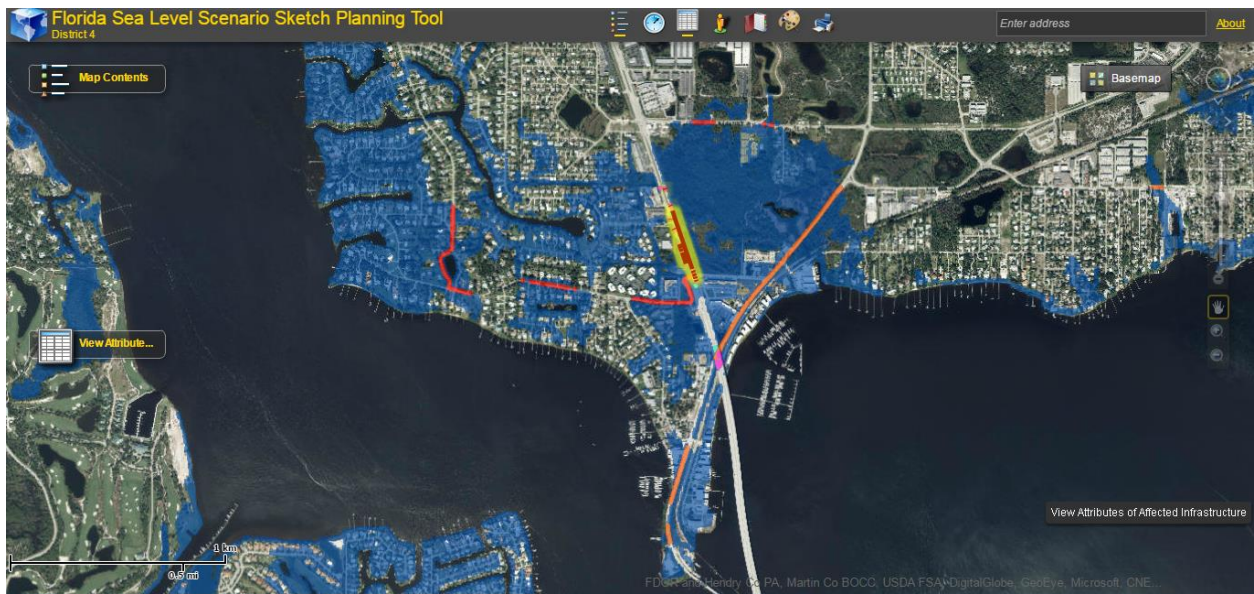 Florida Sea Level Scenario Sketch Planning Tool
District 4
Enter address
About
Map Contents
Basemap
View Attribute...
View Attributes of Affected Infrastructure
1 km
0.5 mi
FDOR and Hendry Co PA, Martin Co BOCC, USDA FSA, DigitalGlobe, GeoEye, Microsoft, CNE...